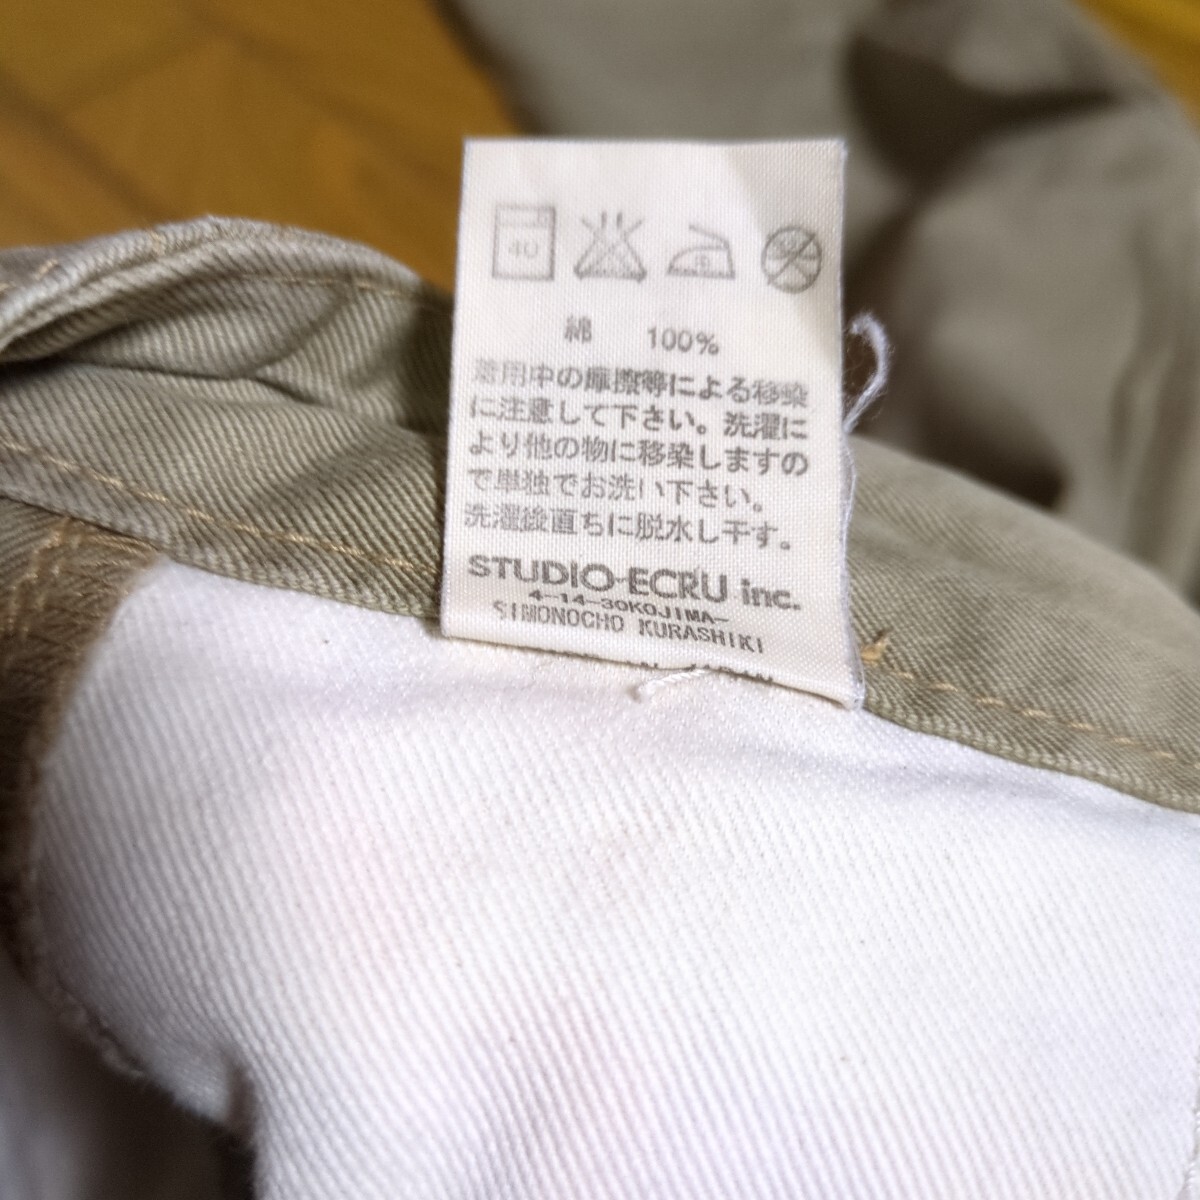 40
綿 100%
着用中の摩擦等による移染
に注意して下さい。洗濯に
より他の物に移染しますの
で単独でお洗い下さい。
洗濯後直ちに脱水し干す。
STUDIO ECRU inc.
4-14-30KOJIMA-
SIMONOCHO KURASHIKI
JAPAN